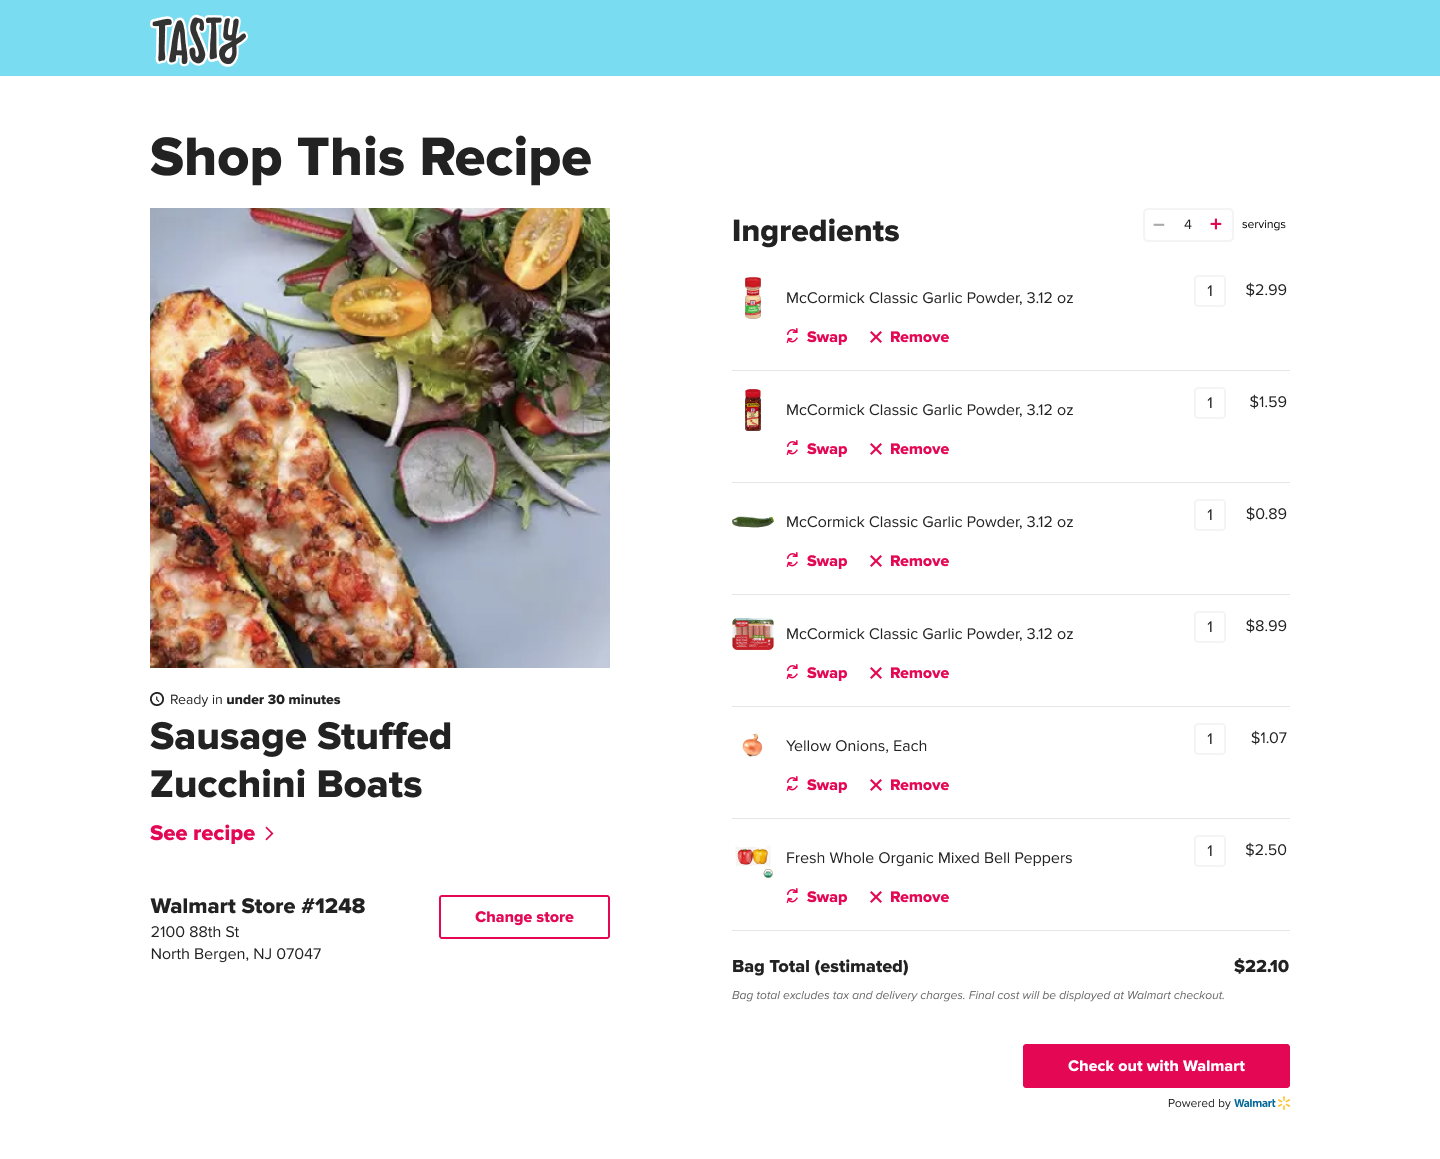 TASTY
Shop This Recipe
Ready in under 30 minutes
Sausage Stuffed
Zucchini Boats
See recipe
Walmart Store #1248
2100 88th St
North Bergen, NJ 07047
Change store
Ingredients
4 servings
McCormick Classic Garlic Powder, 3.12 oz 1 $2.99
Swap Remove
McCormick Classic Garlic Powder, 3.12 oz 1 $1.59
Swap Remove
McCormick Classic Garlic Powder, 3.12 oz 1 $0.89
Swap Remove
McCormick Classic Garlic Powder, 3.12 oz 1 $8.99
Swap Remove
Yellow Onions, Each 1 $1.07
Swap Remove
Fresh Whole Organic Mixed Bell Peppers 1 $2.50
Swap Remove
Bag Total (estimated) $22.10
Bag total excludes tax and delivery charges. Final cost will be displayed at Walmart checkout.
Check out with Walmart
Powered by Walmart